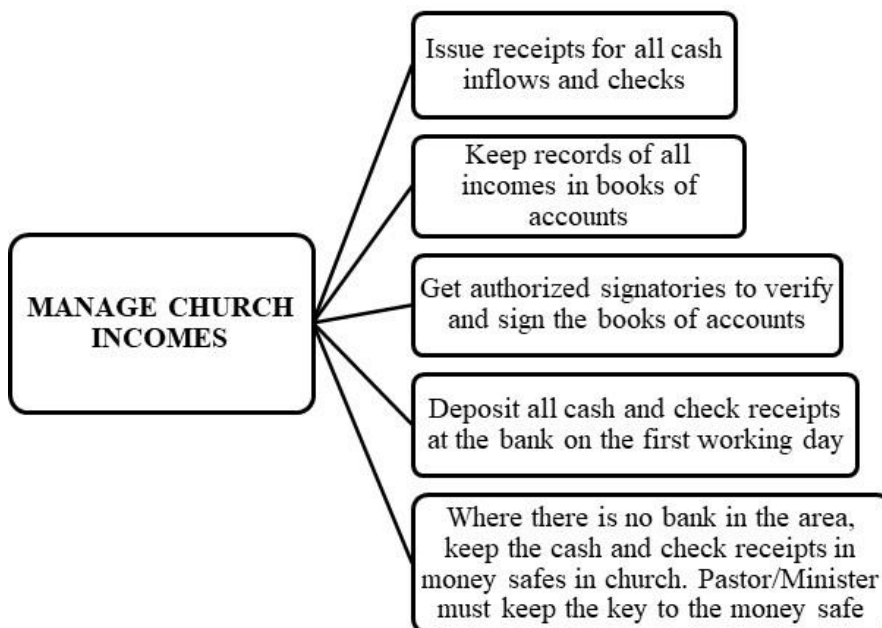 MANAGE CHURCH
INCOMES
Issue receipts for all cash
inflows and checks
Keep records of all
incomes in books of
accounts
Get authorized signatories to verify
and sign the books of accounts
Deposit all cash and check receipts
at the bank on the first working day
Where there is no bank in the area,
keep the cash and check receipts in
money safes in church. Pastor/Minister
must keep the key to the money safe